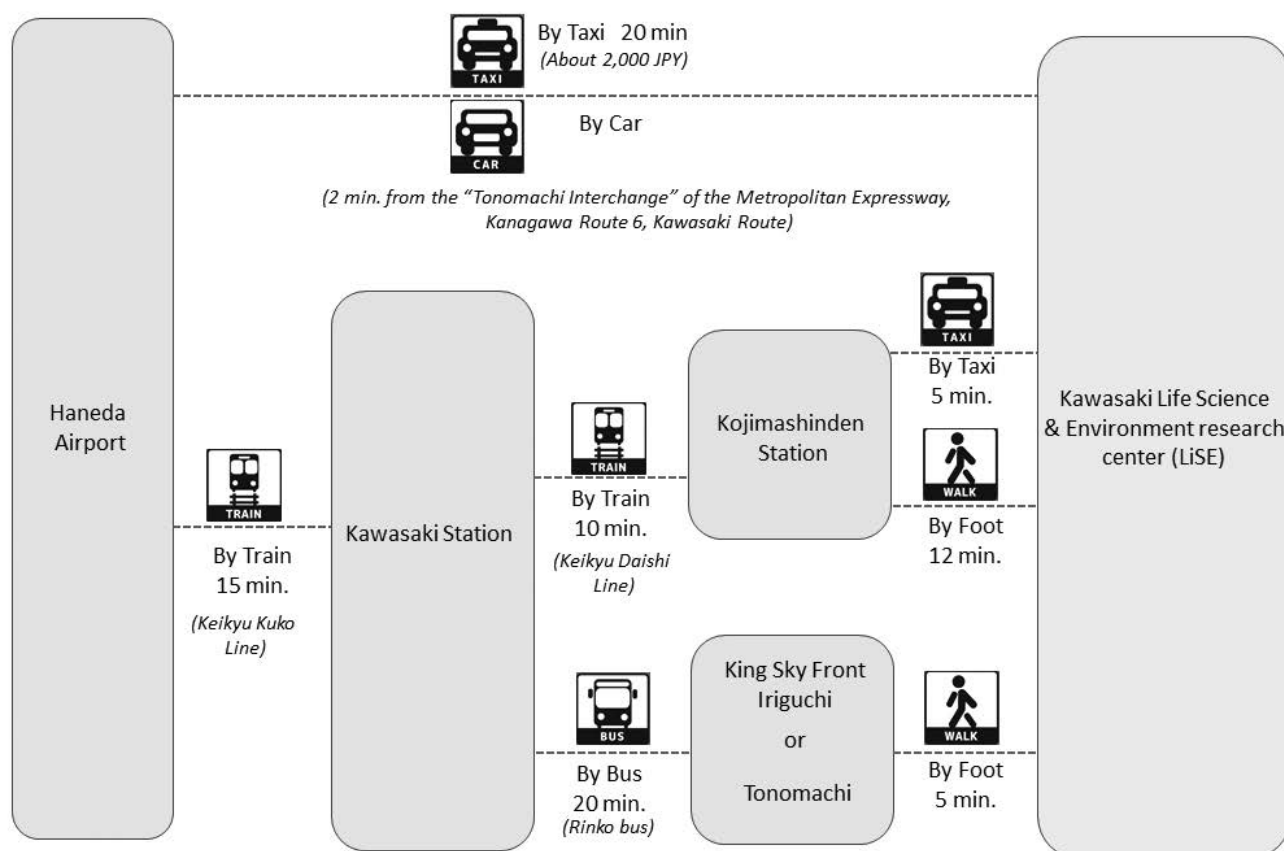 TAXI
By Taxi 20 min
(About 2,000 JPY)
CAR
By Car
(2 min. from the “Tonomachi Interchange” of the Metropolitan Expressway,
Kanagawa Route 6, Kawasaki Route)
Haneda
Airport
TRAIN
By Train
15 min.
(Keikyu Kuko
Line)
Kawasaki Station
TRAIN
By Train
10 min.
(Keikyu Daishi
Line)
Kojimashinden
Station
TAXI
By Taxi
5 min.
WALK
By Foot
12 min.
BUS
By Bus
20 min.
(Rinko bus)
King Sky Front
Iriguchi
or
Tonomachi
WALK
By Foot
5 min.
Kawasaki Life Science
& Environment research
center (LiSE)